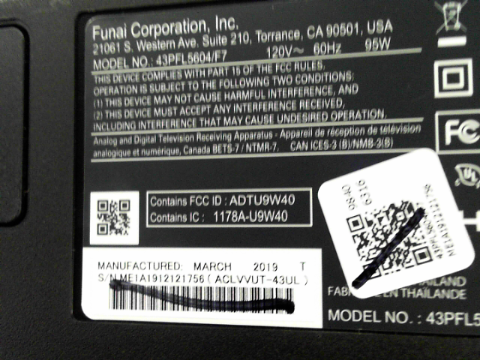 Funai Corporation, Inc.
21061 S. Western Ave. Suite 210, Torrance, CA 90501, USA
MODEL NO.: 43PFL5604/F7 120V~ 60Hz 95W
THIS DEVICE COMPLIES WITH PART 15 OF THE FCC RULES,
OPERATION IS SUBJECT TO THE FOLLOWING TWO CONDITIONS;
(1) THIS DEVICE MAY NOT CAUSE HARMFUL INTERFERENCE, AND
(2) THIS DEVICE MUST ACCEPT ANY INTERFERENCE RECEIVED,
INCLUDING INTERFERENCE THAT MAY CAUSE UNDESIRED OPERATION.
Analog and Digital Television Receiving Apparatus - Appareil de réception de télévision
analogique et numérique, Canada BETS-7 / NTMR-7. CAN ICES-3 (B)/NMB-3(B)
FC
Contains FCC ID : ADTU9W40
Contains IC : 1178A-U9W40
MANUFACTURED: MARCH 2019 T
S/N ME1A1912121756 (ACLVVUT-43UL)
THAILAND
EN THAILANDE
MODEL NO. : 43PFL5